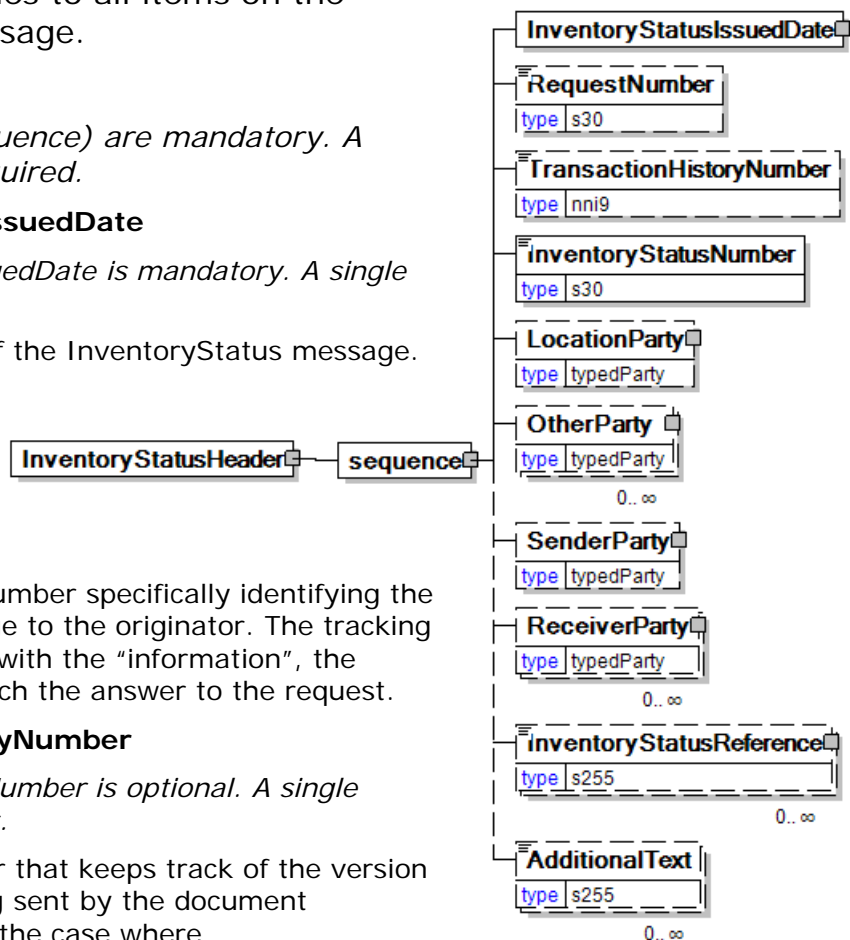 es to all items on the
sage.
uence) are mandatory. A
uired.
ssuedDate
uedDate is mandatory. A single
f the InventoryStatus message.
umber specifically identifying the
e to the originator. The tracking
with the "information", the
ch the answer to the request.
yNumber
Number is optional. A single
.
r that keeps track of the version
g sent by the document
the case where
InventoryStatusHeader
sequence
InventoryStatusIssuedDate
RequestNumber
type s30
TransactionHistoryNumber
type nni9
InventoryStatusNumber
type s30
LocationParty
type typedParty
OtherParty
type typedParty
0.. ∞
SenderParty
type typedParty
ReceiverParty
type typedParty
0.. ∞
InventoryStatusReference
type s255
0.. ∞
AdditionalText
type s255
0.. ∞